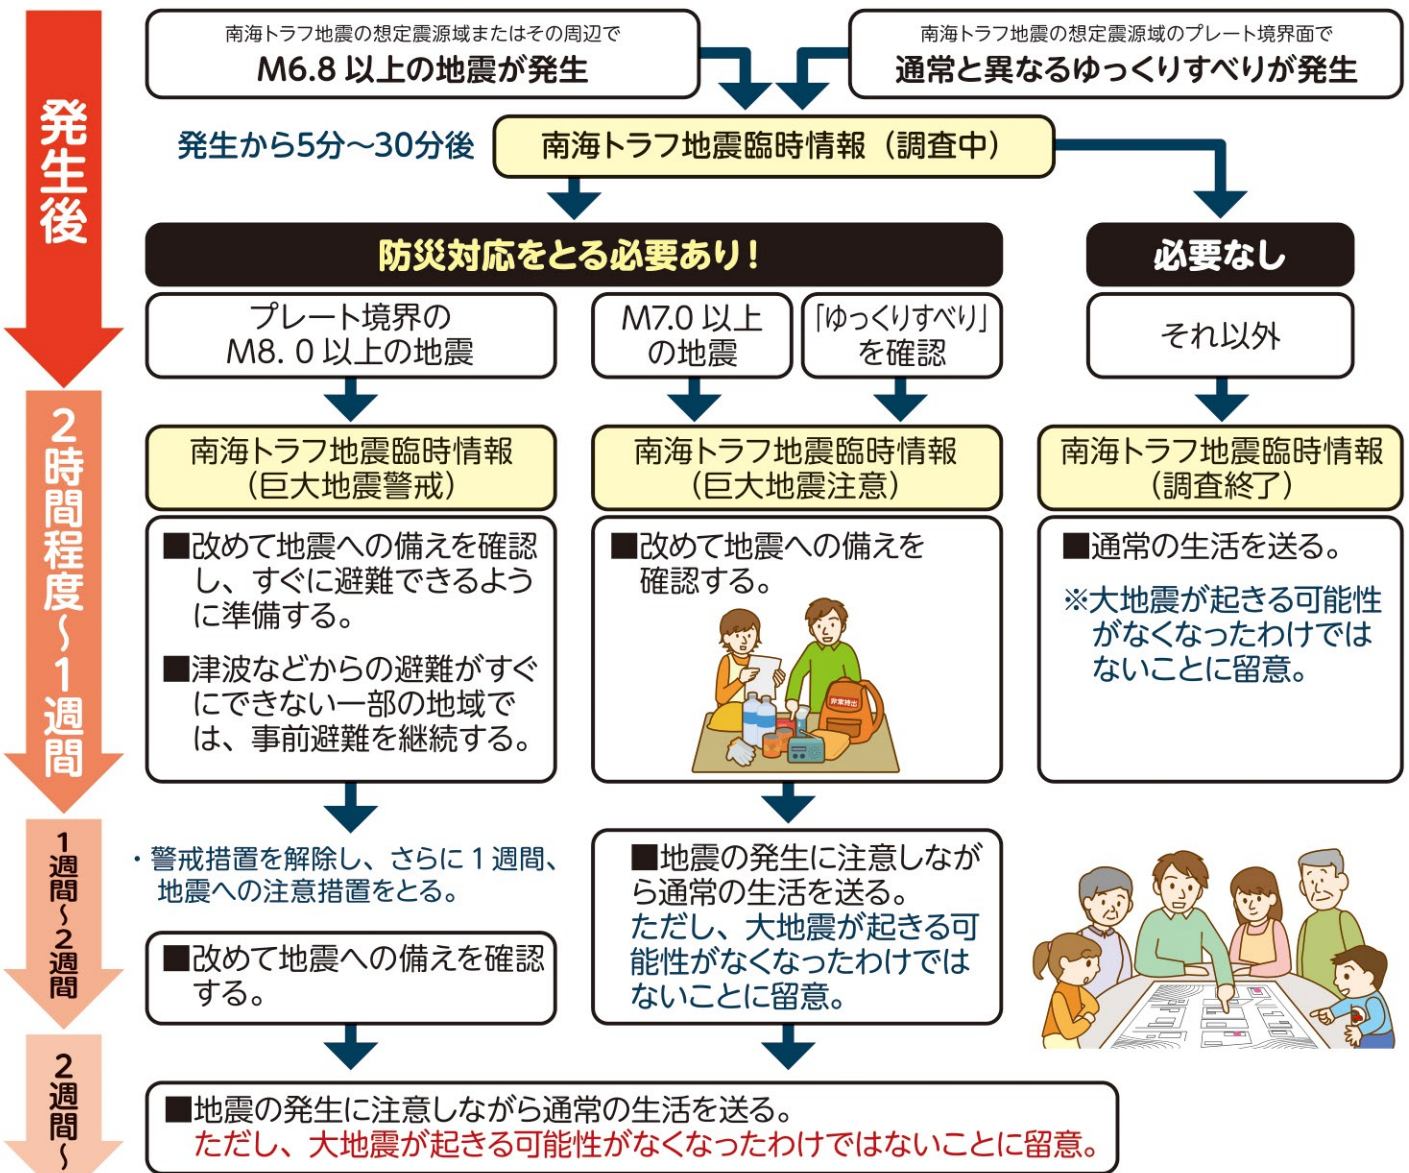 発生後
南海トラフ地震の想定震源域またはその周辺で
M6.8 以上の地震が発生
南海トラフ地震の想定震源域のプレート境界面で
通常と異なるゆっくりすべりが発生
発生から5分～30分後
南海トラフ地震臨時情報（調査中）
防災対応をとる必要あり！
必要なし
プレート境界の
M8. 0 以上の地震
M7.0 以上
の地震
「ゆっくりすべり」
を確認
それ以外
2時間程度～1週間
南海トラフ地震臨時情報
（巨大地震警戒）
■改めて地震への備えを確認
し、すぐに避難できるよう
に準備する。
■津波などからの避難がすぐ
にできない一部の地域で
は、事前避難を継続する。
南海トラフ地震臨時情報
（巨大地震注意）
■改めて地震への備えを
確認する。
非常持出
南海トラフ地震臨時情報
（調査終了）
■通常の生活を送る。
※大地震が起きる可能性
がなくなったわけでは
ないことに留意。
1週間～2週間
・警戒措置を解除し、さらに 1 週間、
地震への注意措置をとる。
■改めて地震への備えを確認
する。
■地震の発生に注意しなが
ら通常の生活を送る。
ただし、大地震が起きる可
能性がなくなったわけでは
ないことに留意。
2週間～
■地震の発生に注意しながら通常の生活を送る。
ただし、大地震が起きる可能性がなくなったわけではないことに留意。